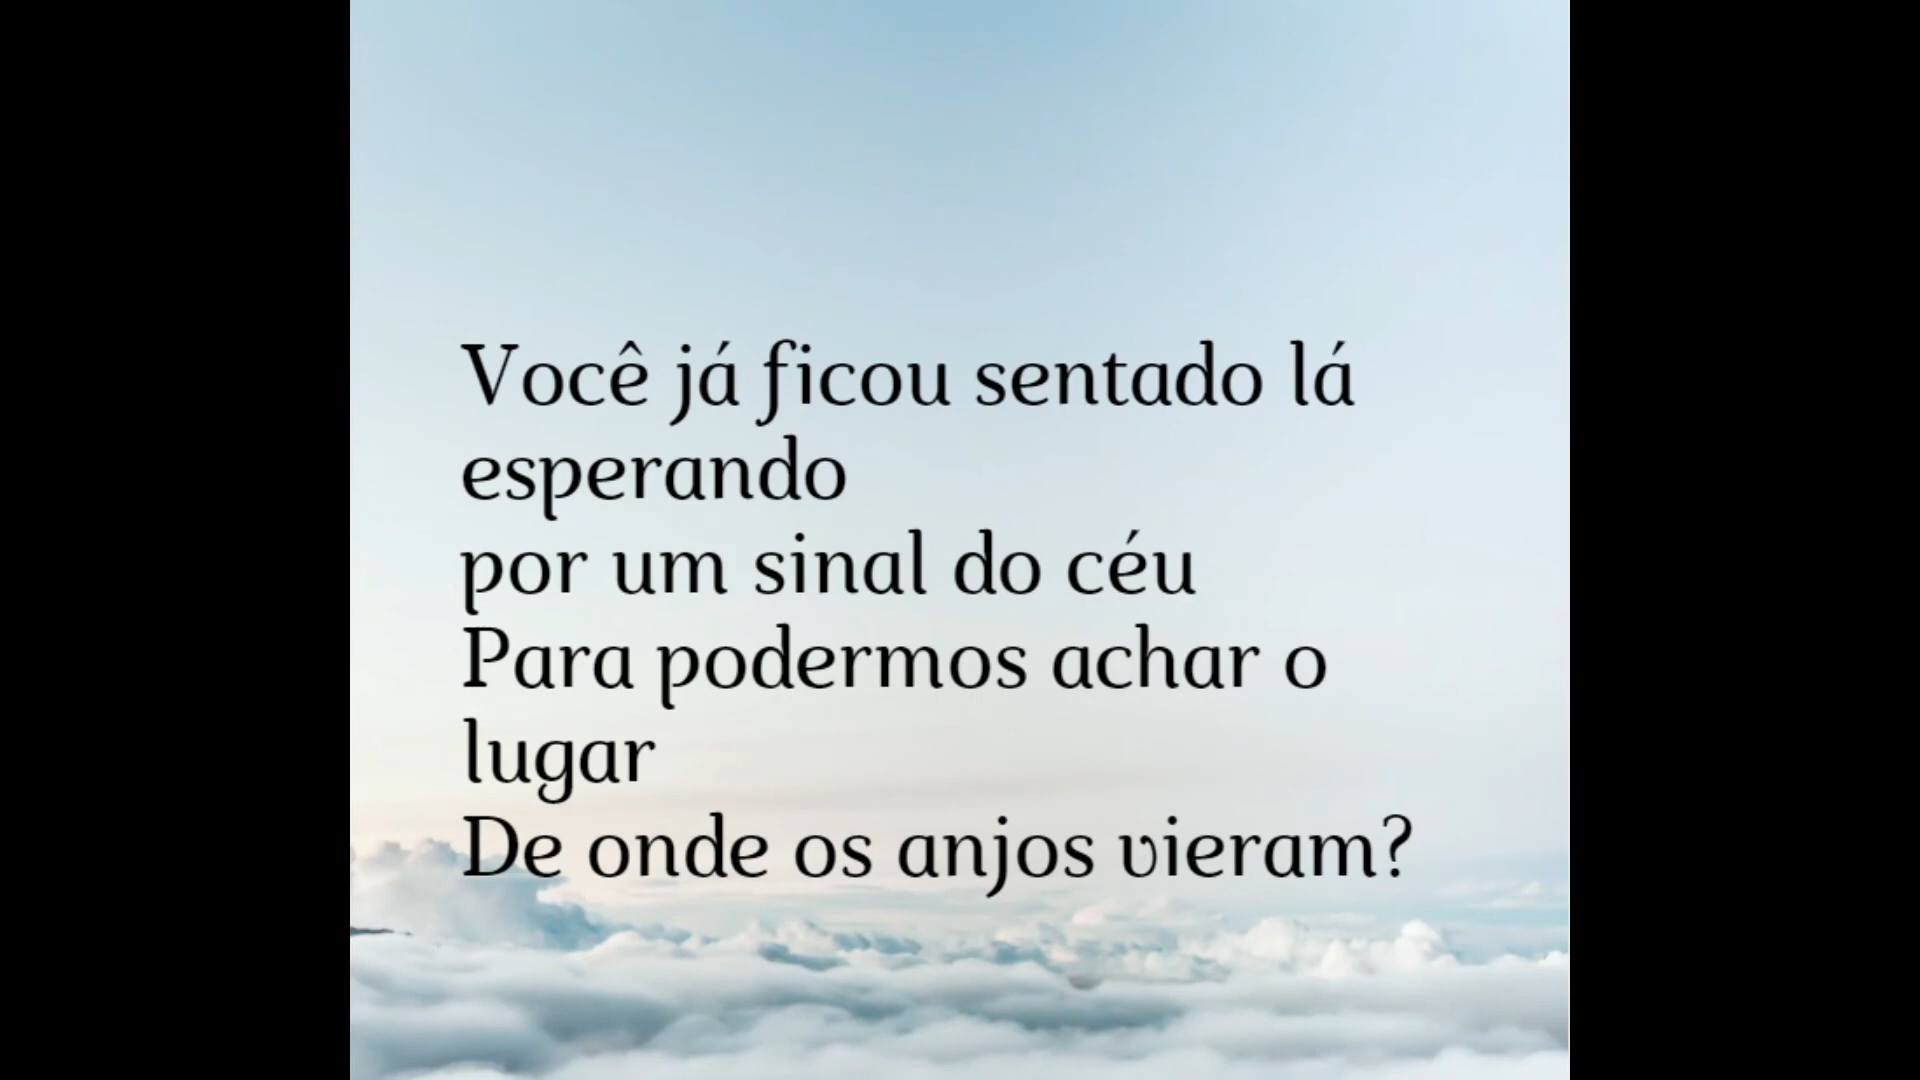 Você já ficou sentado lá
esperando
por um sinal do céu
Para podermos achar o
lugar
De onde os anjos vieram?